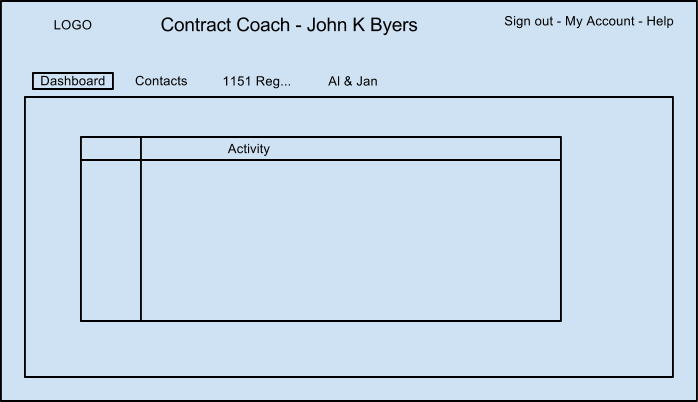 LOGO
Contract Coach - John K Byers
Sign out - My Account - Help
Dashboard
Contacts
1151 Reg...
Al & Jan
Activity